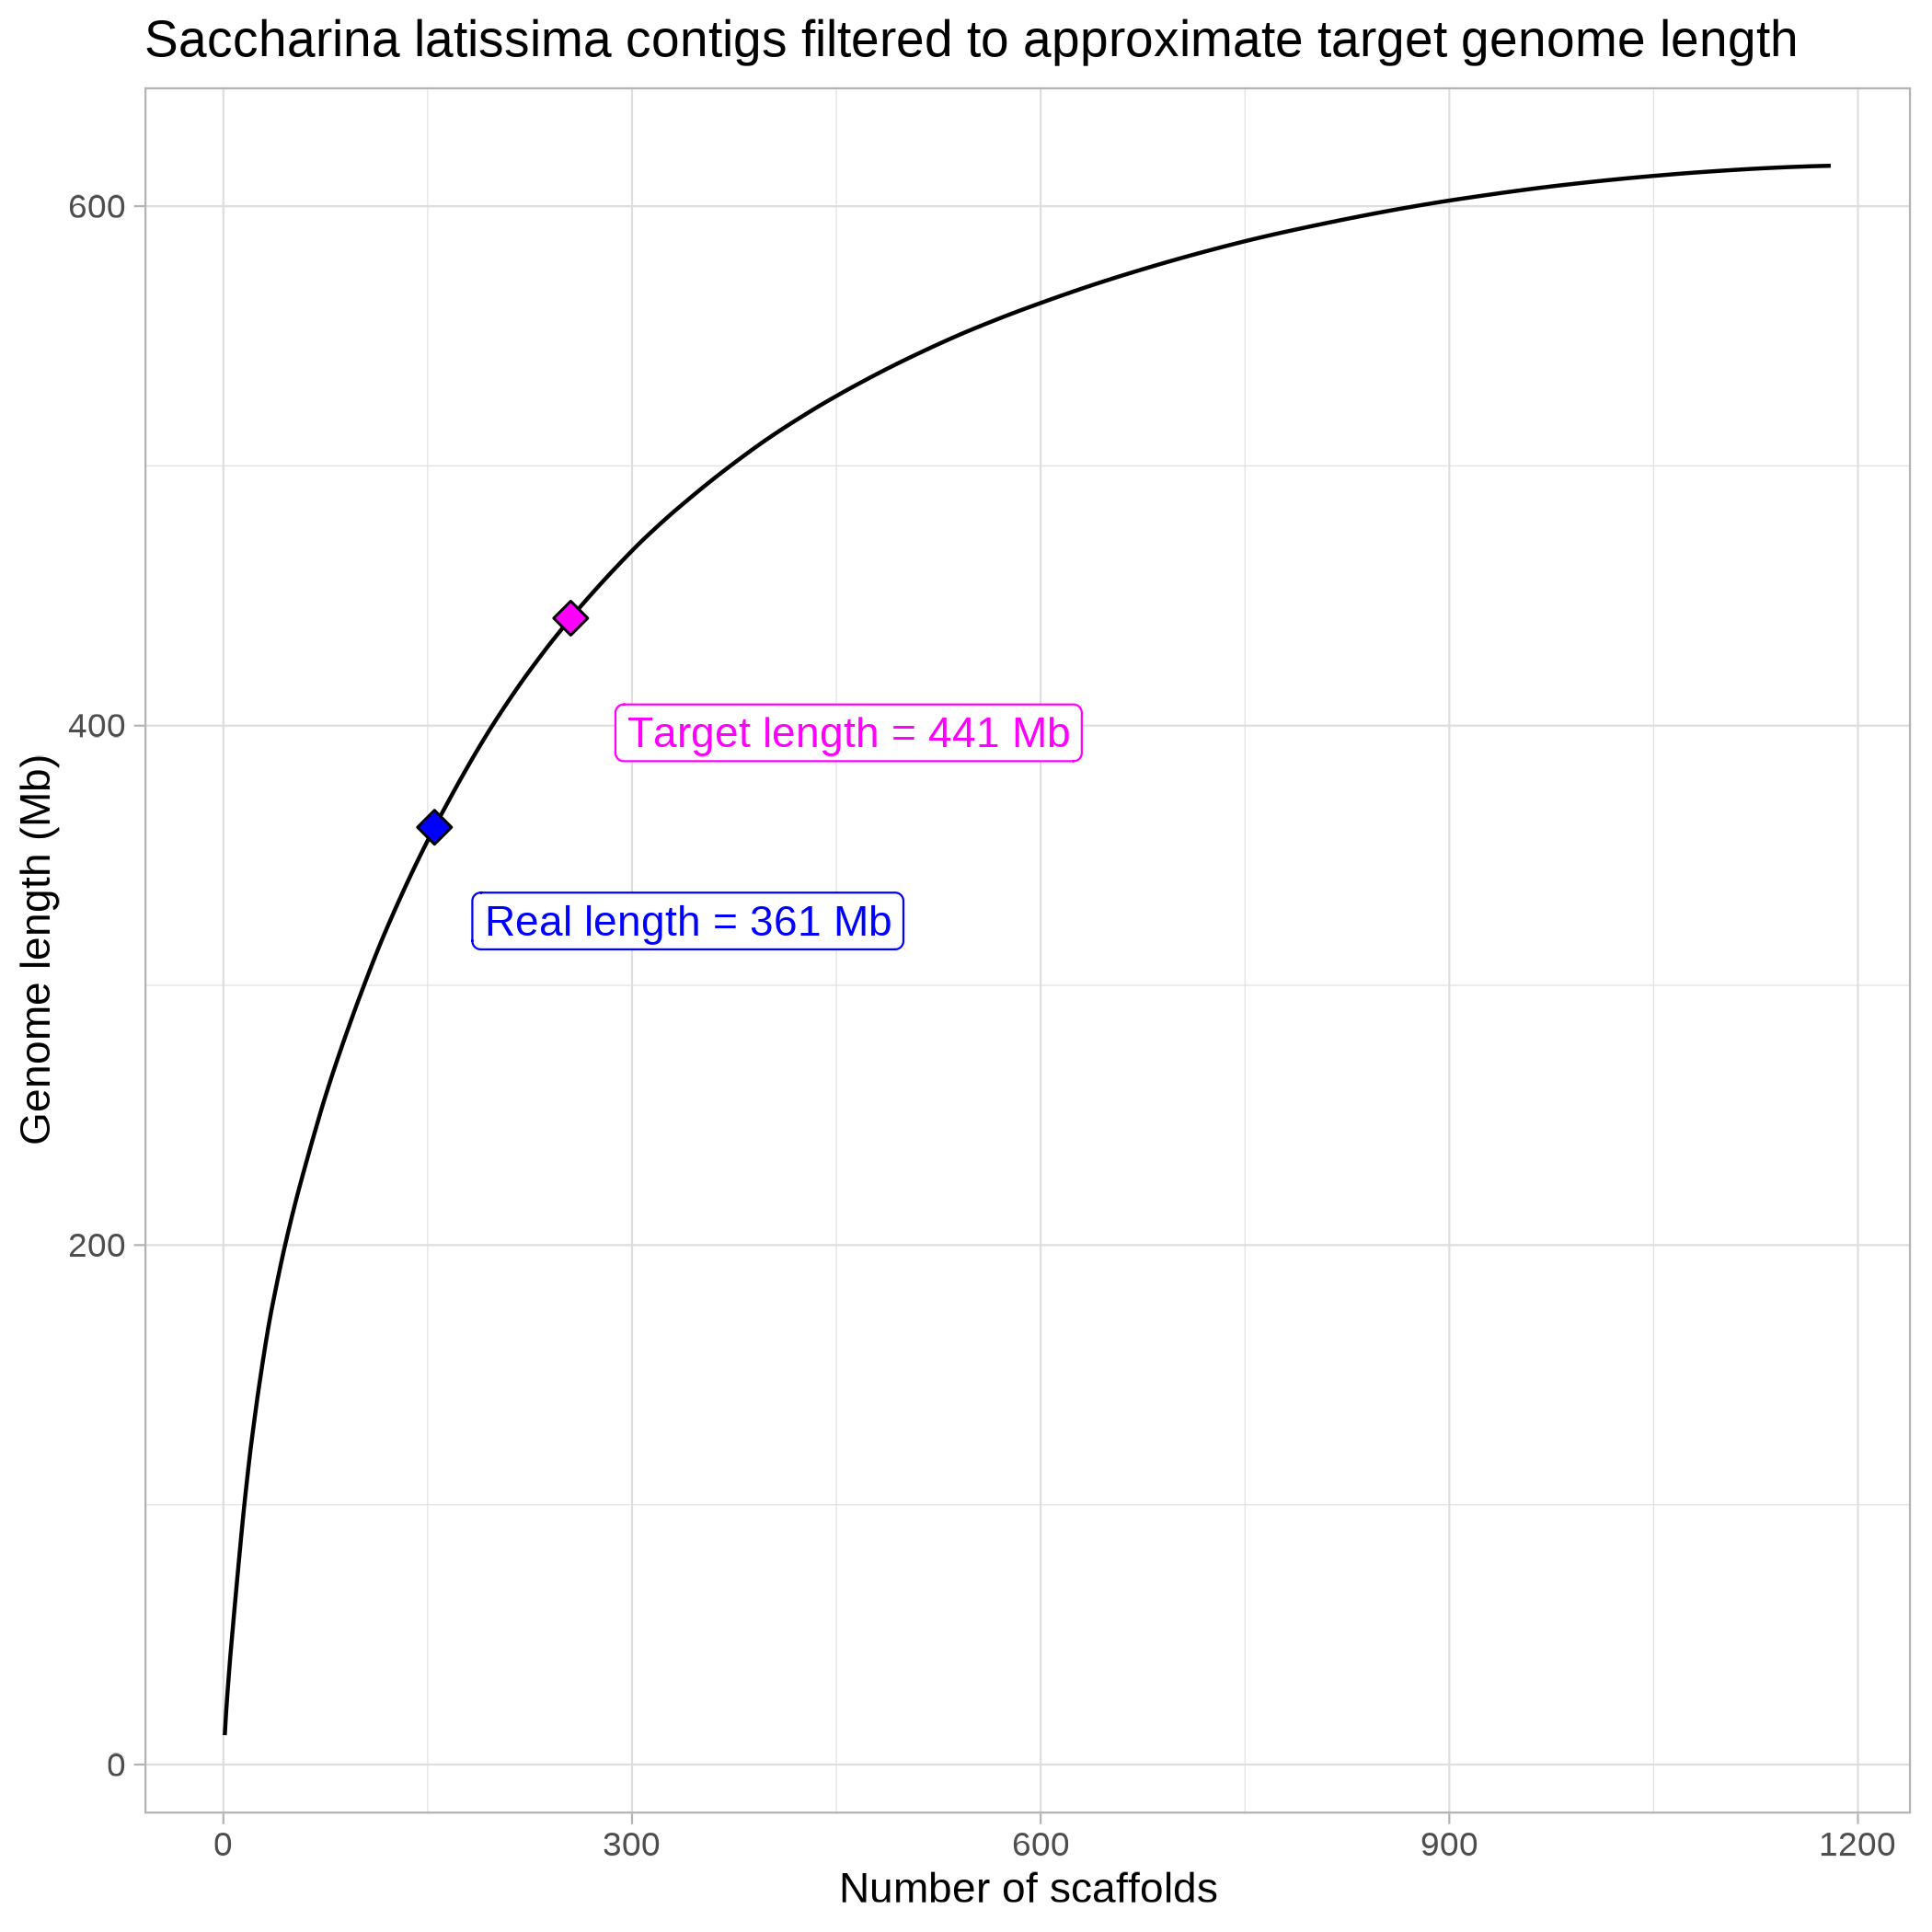 Saccharina latissima contigs filtered to approximate target genome length
Genome length (Mb)
600
400
200
0
Target length = 441 Mb
Real length = 361 Mb
0
300
600
900
1200
Number of scaffolds